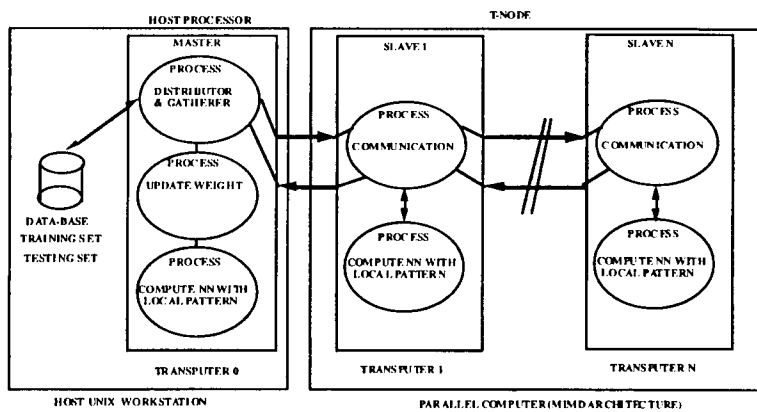 HOST PROCESSOR
T-NODE
MASTER
PROCESS
DISTRIBUTOR
& GATHERER
PROCESS
UPDATE WEIGHT
PROCESS
COMPUTE NN WITH
LOCAL PATTERN
TRANSPUTER 0
DATA-BASE
TRAINING SET
TESTING SET
HOST UNIX WORKSTATION
SLAVE 1
PROCESS
COMMUNICATION
PROCESS
COMPUTE NN WITH
LOCAL PATTERN
TRANSPUTER 1
SLAVE N
PROCESS
COMMUNICATION
PROCESS
COMPUTE NN WITH
LOCAL PATTERN
TRANSPUTER N
PARALLEL COMPUTER (MIMD ARCHITECTURE)